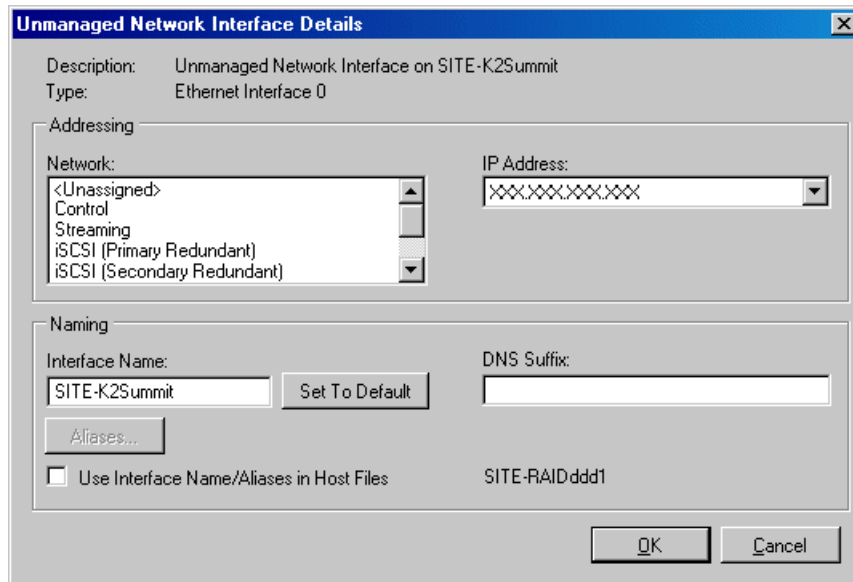 Unmanaged Network Interface Details
Description: Unmanaged Network Interface on SITE-K2Summit
Type: Ethernet Interface 0
Addressing
Network: IP Address:
<Unassigned> XXX.XXX.XXX.XXX
Control
Streaming
iSCSI (Primary Redundant)
iSCSI (Secondary Redundant)
Naming
Interface Name: DNS Suffix:
SITE-K2Summit Set To Default
Aliases...
Use Interface Name/Aliases in Host Files SITE-RAIDddd1
OK Cancel